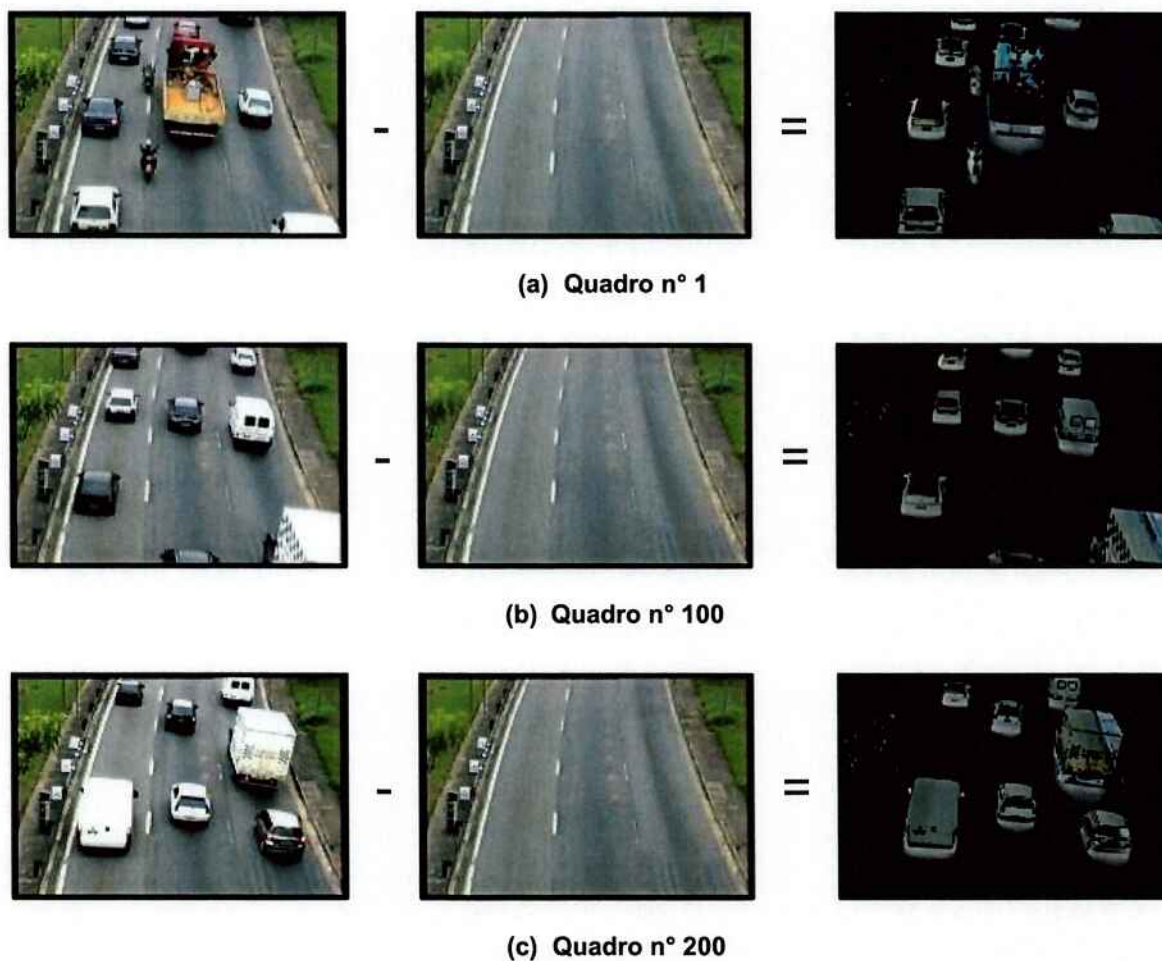 - =
(a) Quadro n° 1
- =
(b) Quadro n° 100
- =
(c) Quadro n° 200